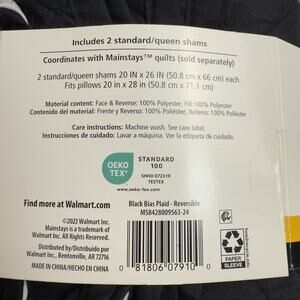 Includes 2 standard/queen shams
Coordinates with Mainstays™ quilts (sold separately)
2 standard/queen shams 20 IN x 26 IN (50.8 cm x 66 cm) each
Fits pillows 20 in x 28 in (50.8 cm x 71.1 cm)
Material content: Face & Reverse: 100% Polyester, Fill 100% Polyester
Contenido del material: Frente y Reverso: 100% Poliéster, Relleno: 100% Poliéster
Care instructions: Machine wash. See care label.
Instrucciones de cuidado: Lavar a máquina. Ver la etiqueta de cuidado.
OEKO
TEX®
STANDARD
100
SHHO 072319
TESTEX
www.oeko-tex.com
Find more at Walmart.com
Black Bias Plaid - Reversible
MS8428009563-24
©2023 Walmart Inc.
Mainstays is a
trademark of Walmart
Inc. All Rights Reserved.
Distributed by/Distribuido por
Walmart Inc.,
Bentonville, AR 72716
MADE IN CHINA/HECHO EN CHINA
0 81806 07910
PAPER
SLEEVE